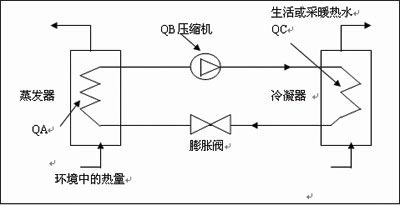 生活或采暖热水
QB 压缩机
QC
蒸发器
冷凝器
QA
膨胀阀
环境中的热量